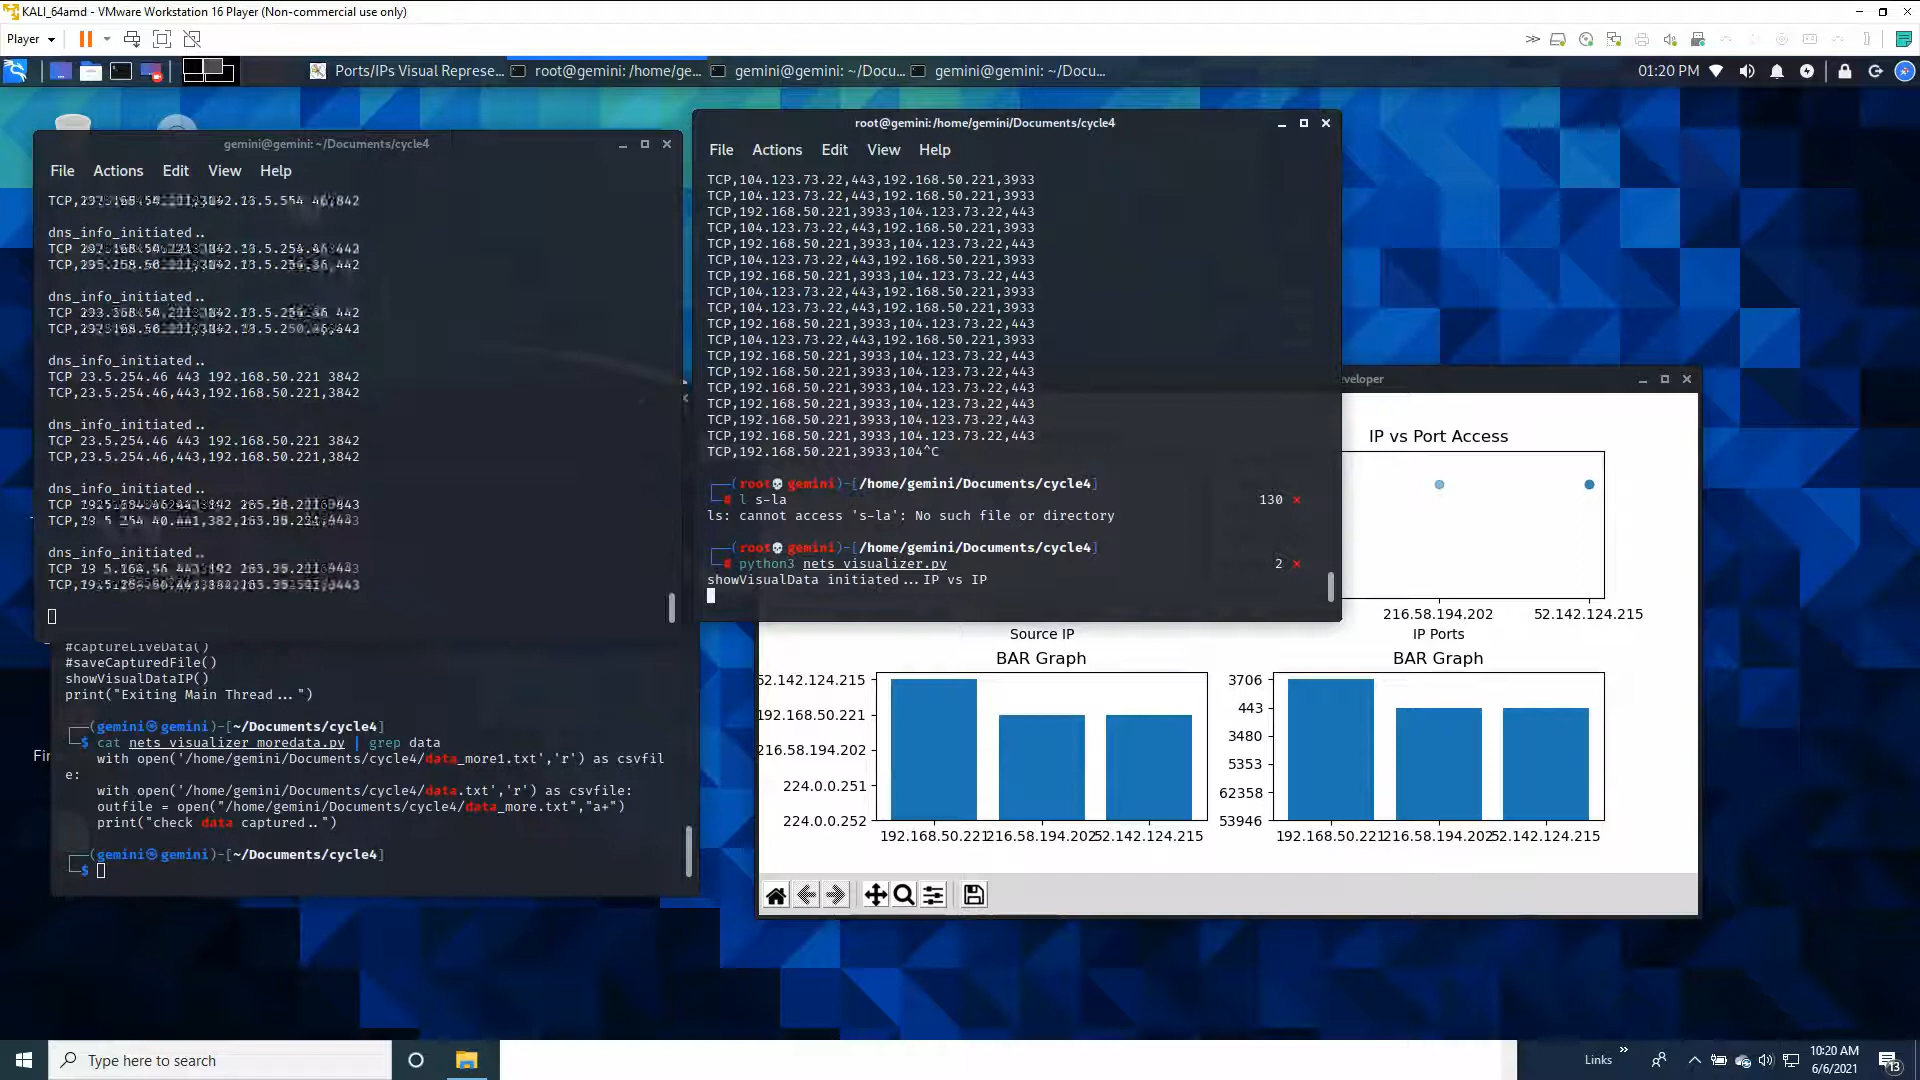 KALI_64amd - VMware Workstation 16 Player (Non-commercial use only)
Player
Ports/IPs Visual Represe...
root@gemini: /home/ge...
gemini@gemini: ~/Docu...
gemini@gemini: ~/Docu...
01:20 PM
gemini@gemini: ~/Documents/cycle4
File Actions Edit View Help
dns_info_initiated..
dns_info_initiated..
dns_info_initiated..
TCP 23.5.254.46 443 192.168.50.221 3842
TCP,23.5.254.46,443,192.168.50.221,3842
dns_info_initiated..
TCP 23.5.254.46 443 192.168.50.221 3842
TCP,23.5.254.46,443,192.168.50.221,3842
dns_info_initiated..
dns_info_initiated..
root@gemini:/home/gemini/Documents/cycle4
File Actions Edit View Help
TCP,104.123.73.22,443,192.168.50.221,3933
TCP,104.123.73.22,443,192.168.50.221,3933
TCP,192.168.50.221,3933,104.123.73.22,443
TCP,104.123.73.22,443,192.168.50.221,3933
TCP,192.168.50.221,3933,104.123.73.22,443
TCP,104.123.73.22,443,192.168.50.221,3933
TCP,192.168.50.221,3933,104.123.73.22,443
TCP,104.123.73.22,443,192.168.50.221,3933
TCP,104.123.73.22,443,192.168.50.221,3933
TCP,192.168.50.221,3933,104.123.73.22,443
TCP,104.123.73.22,443,192.168.50.221,3933
TCP,192.168.50.221,3933,104.123.73.22,443
TCP,192.168.50.221,3933,104.123.73.22,443
TCP,192.168.50.221,3933,104.123.73.22,443
TCP,192.168.50.221,3933,104.123.73.22,443
TCP,192.168.50.221,3933,104.123.73.22,443
TCP,192.168.50.221,3933,104.123.73.22,443
TCP,192.168.50.221,3933,104^C
(root💀gemini)-[/home/gemini/Documents/cycle4]
# l s-la 130 ×
ls: cannot access 's-la': No such file or directory
(root💀gemini)-[/home/gemini/Documents/cycle4]
# python3 nets_visualizer.py 2 ×
showVisualData initiated...IP vs IP
#captureLiveData()
#saveCapturedFile()
showVisualDataIP()
print("Exiting Main Thread...")
(gemini㉿gemini)-[~/Documents/cycle4]
$ cat nets_visualizer_moredata.py | grep data
with open('/home/gemini/Documents/cycle4/data_more1.txt','r') as csvfil
e:
with open('/home/gemini/Documents/cycle4/data.txt','r') as csvfile:
outfile = open("/home/gemini/Documents/cycle4/data_more.txt","a+")
print("check data captured..")
(gemini㉿gemini)-[~/Documents/cycle4]
$
Fir
eveloper
IP vs Port Access
216.58.194.202 52.142.124.215
Source IP
IP Ports
BAR Graph
52.142.124.215
192.168.50.221
216.58.194.202
224.0.0.251
224.0.0.252
192.168.50.221 216.58.194.202 52.142.124.215
BAR Graph
3706
443
3480
5353
62358
53946
192.168.50.221 216.58.194.202 52.142.124.215
Type here to search
Links
10:20 AM
6/6/2021
13